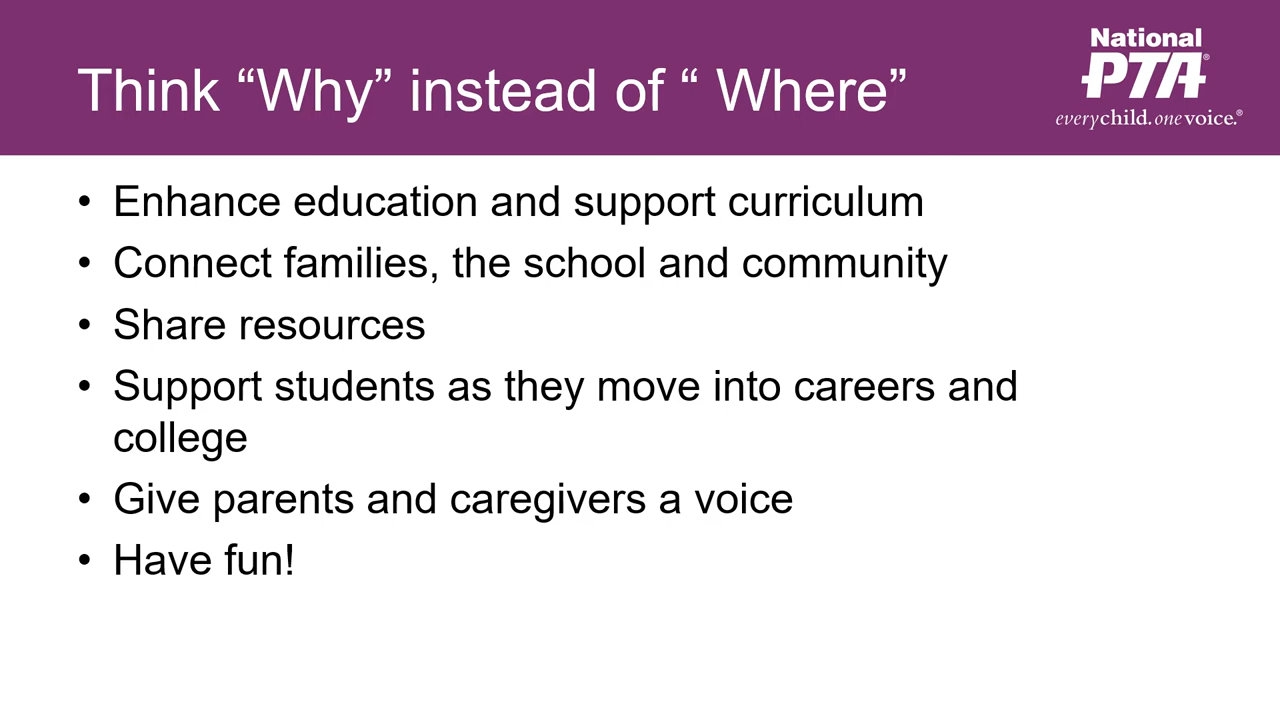 National
PTA®
everychild.onevoice.®
Think “Why” instead of “ Where”
• Enhance education and support curriculum
• Connect families, the school and community
• Share resources
• Support students as they move into careers and
college
• Give parents and caregivers a voice
• Have fun!